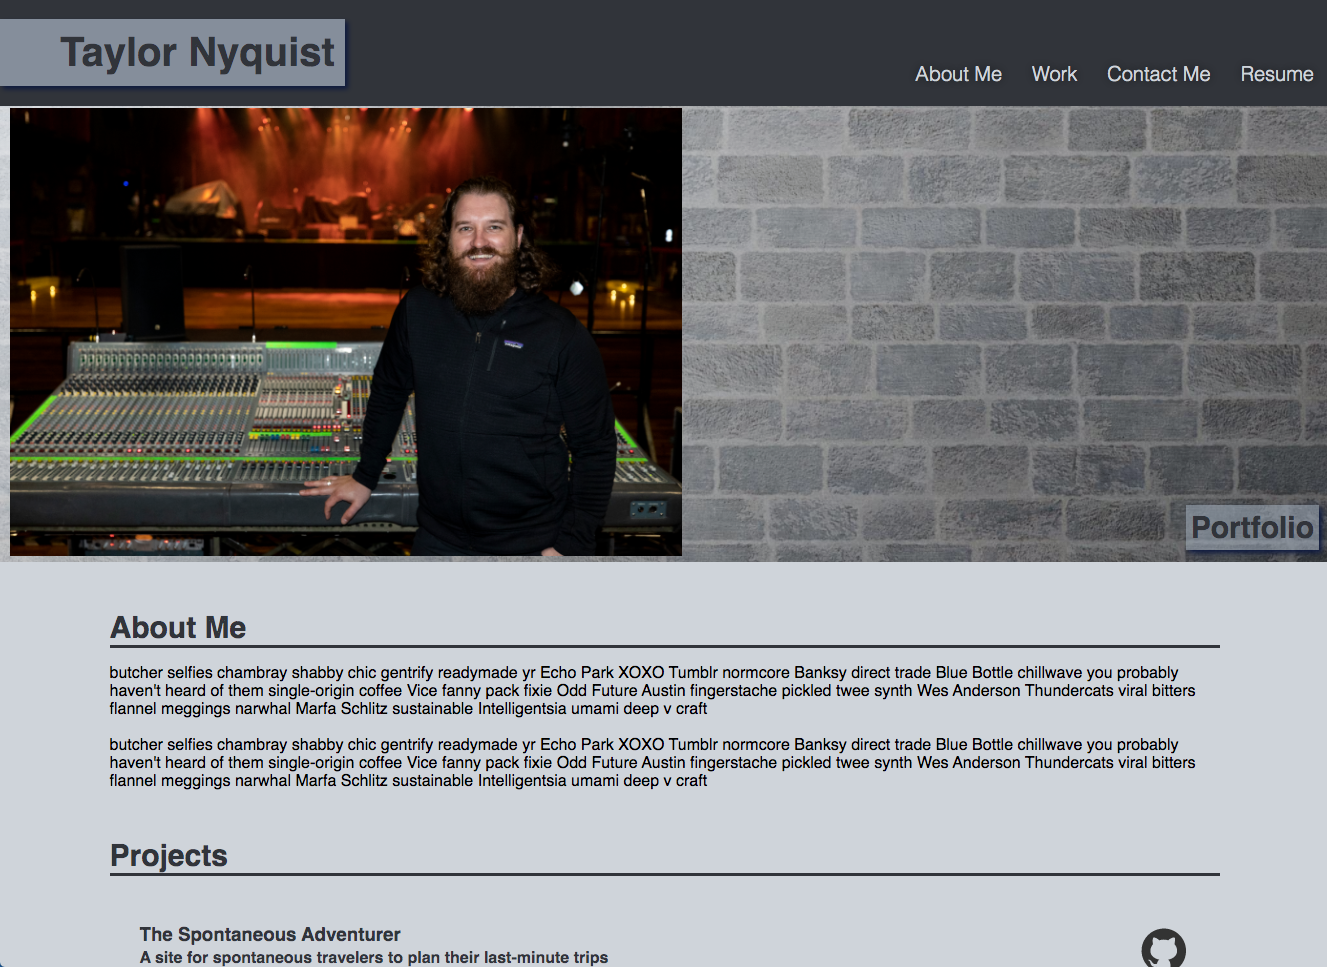 Taylor Nyquist
About Me Work Contact Me Resume
Portfolio
About Me
butcher selfies chambray shabby chic gentrify readymade yr Echo Park XOXO Tumblr normcore Banksy direct trade Blue Bottle chillwave you probably
haven't heard of them single-origin coffee Vice fanny pack fixie Odd Future Austin fingerstache pickled twee synth Wes Anderson Thundercats viral bitters
flannel meggings narwhal Marfa Schlitz sustainable Intelligentsia umami deep v craft
butcher selfies chambray shabby chic gentrify readymade yr Echo Park XOXO Tumblr normcore Banksy direct trade Blue Bottle chillwave you probably
haven't heard of them single-origin coffee Vice fanny pack fixie Odd Future Austin fingerstache pickled twee synth Wes Anderson Thundercats viral bitters
flannel meggings narwhal Marfa Schlitz sustainable Intelligentsia umami deep v craft
Projects
The Spontaneous Adventurer
A site for spontaneous travelers to plan their last-minute trips